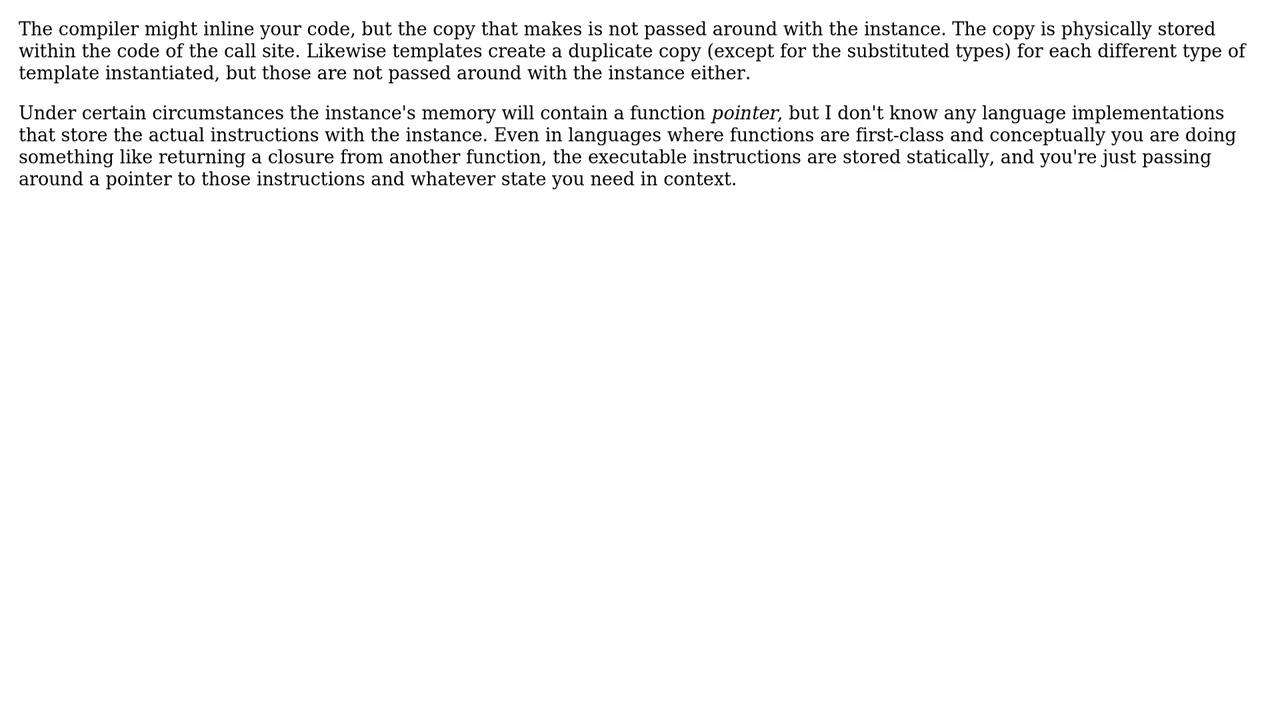 The compiler might inline your code, but the copy that makes is not passed around with the instance. The copy is physically stored
within the code of the call site. Likewise templates create a duplicate copy (except for the substituted types) for each different type of
template instantiated, but those are not passed around with the instance either.
Under certain circumstances the instance's memory will contain a function pointer, but I don't know any language implementations
that store the actual instructions with the instance. Even in languages where functions are first-class and conceptually you are doing
something like returning a closure from another function, the executable instructions are stored statically, and you're just passing
around a pointer to those instructions and whatever state you need in context.